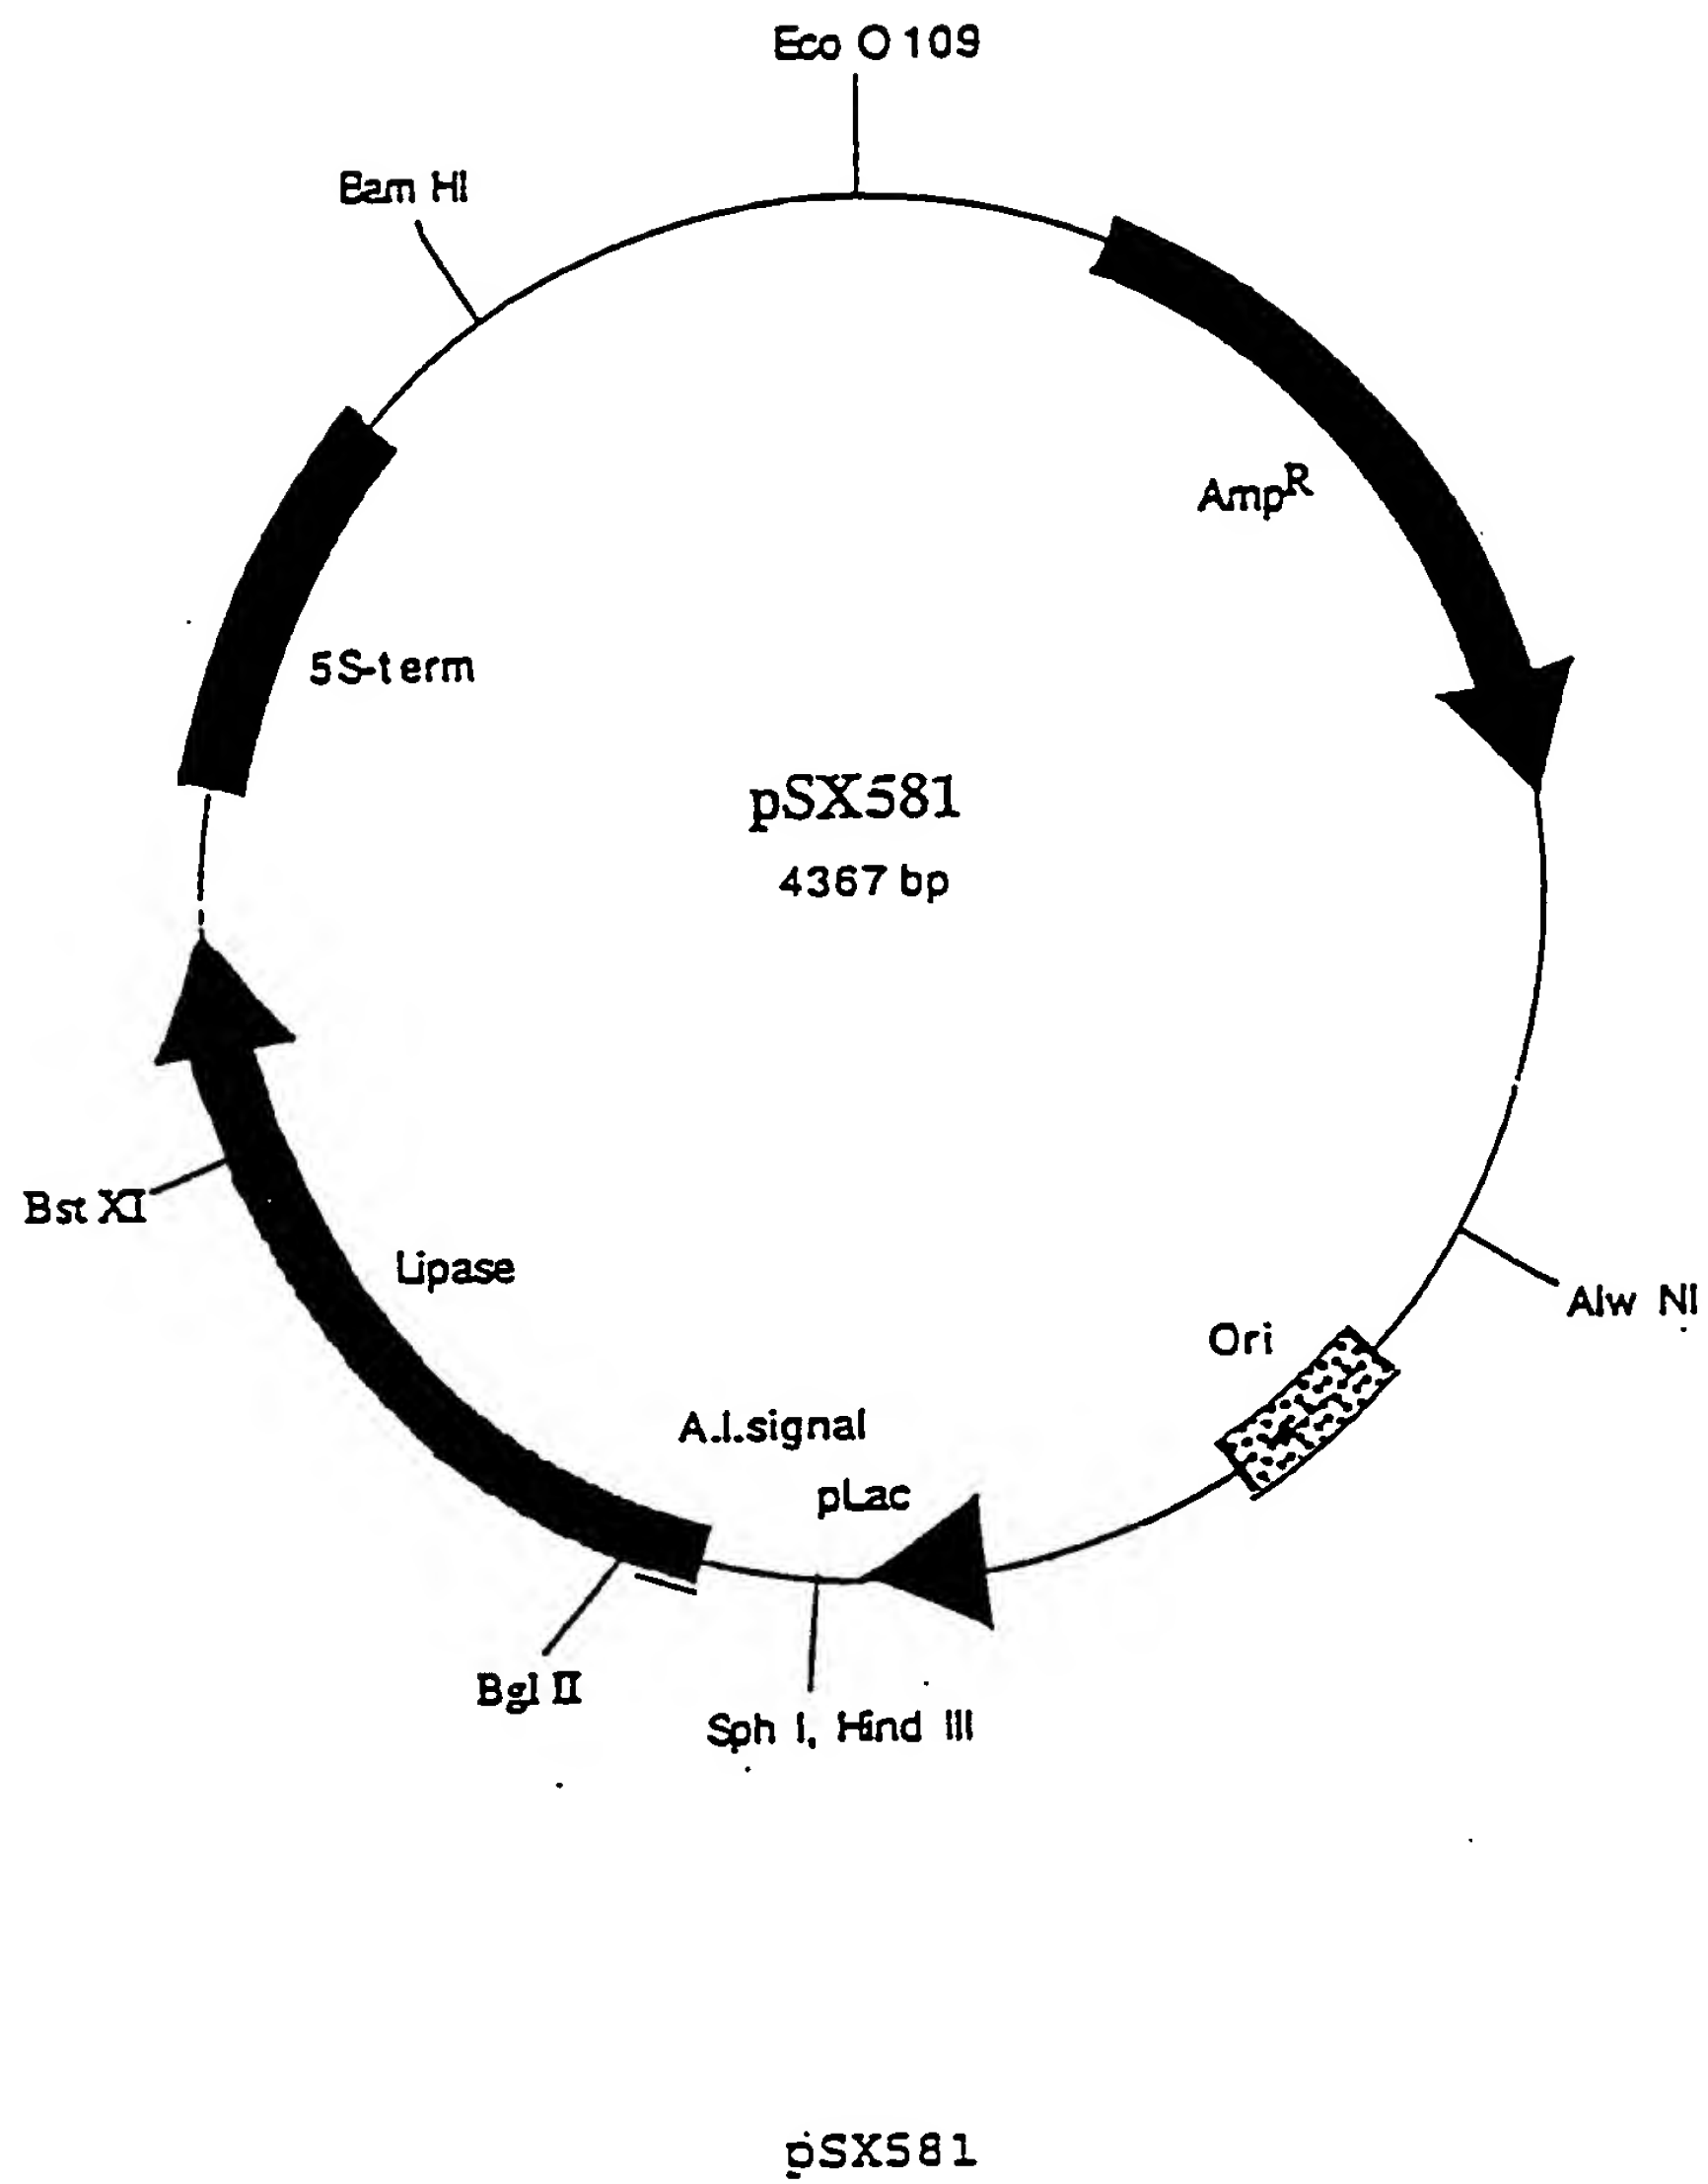 Eco O 109
Bam HI
AmpR
5S-term
pSX581
4367 bp
Bst XI
Lipase
Alw NI
Ori
A.l.signal
pLac
Bgl II
Sph I, Hind III
pSX581